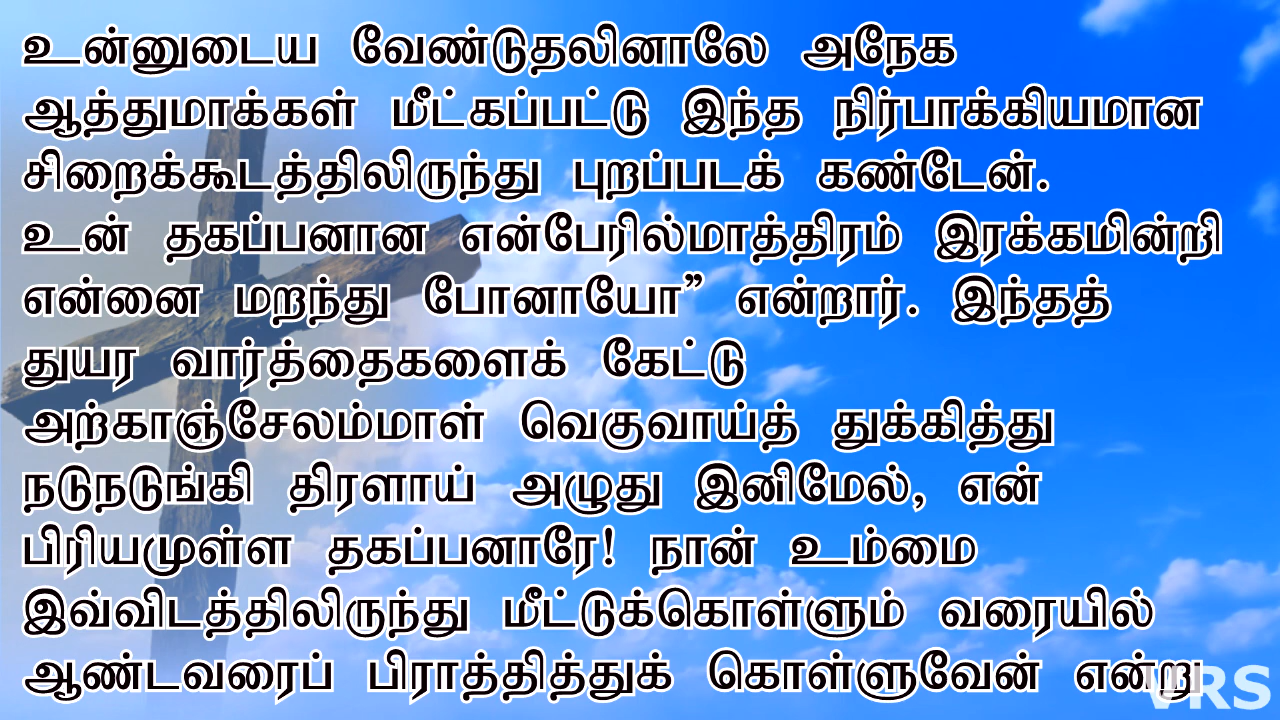 உன்னுடைய வேண்டுதலினாலே அநேக
ஆத்துமாக்கள் மீட்கப்பட்டு இந்த நிர்பாக்கியமான
சிறைக்கூடத்திலிருந்து புறப்படக் கண்டேன்.
உன் தகப்பனான என்பேரில்மாத்திரம் இரக்கமின்றி
என்னை மறந்து போனாயோ” என்றார். இந்தத்
துயர வார்த்தைகளைக் கேட்டு
அற்காஞ்சேலம்மாள் வெகுவாய்த் துக்கித்து
நடுநடுங்கி திரளாய் அழுது இனிமேல், என்
பிரியமுள்ள தகப்பனாரே! நான் உம்மை
இவ்விடத்திலிருந்து மீட்டுக்கொள்ளும் வரையில்
ஆண்டவரைப் பிராத்தித்துக் கொள்ளுவேன் என்று
VRS